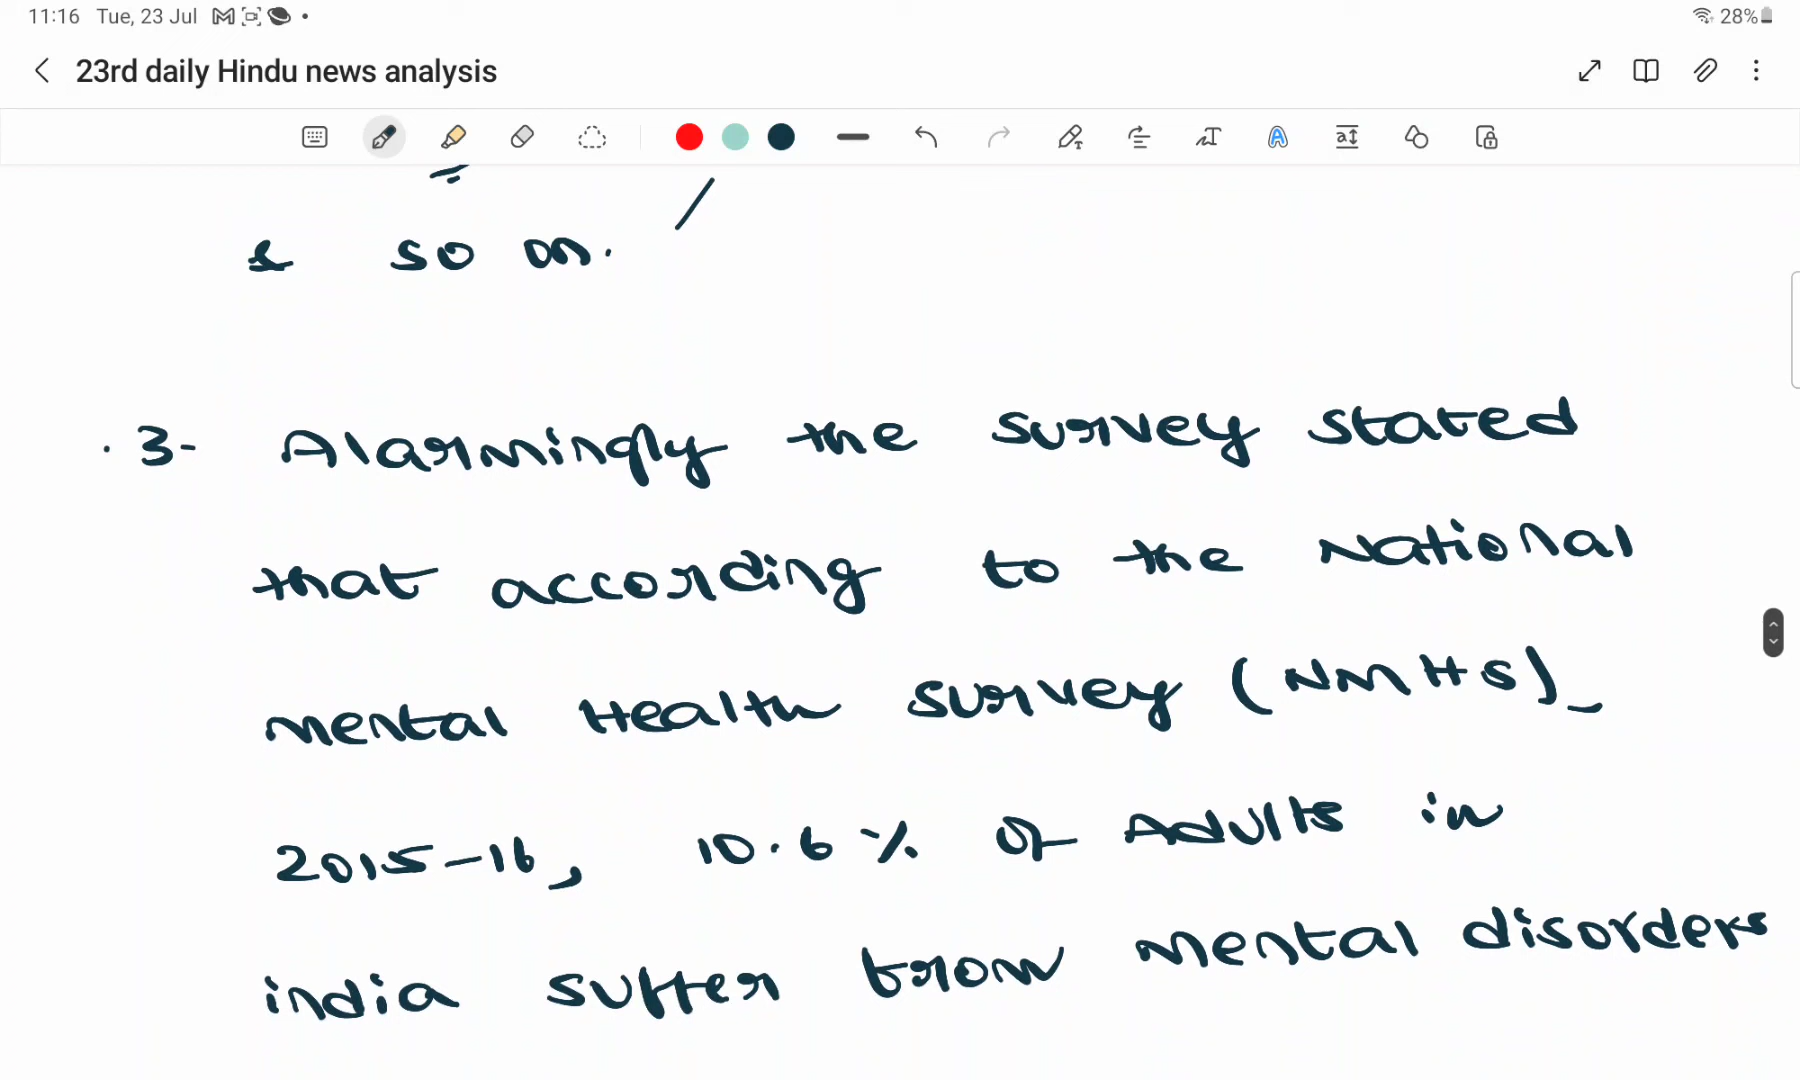 11:16 Tue, 23 Jul 28%
23rd daily Hindu news analysis
& so on.
3- Alarmingly the survey stated
that according to the National
mental Health survey (NMHS)-
2015-16, 10.6% of Adults in
india suffer from mental disorders